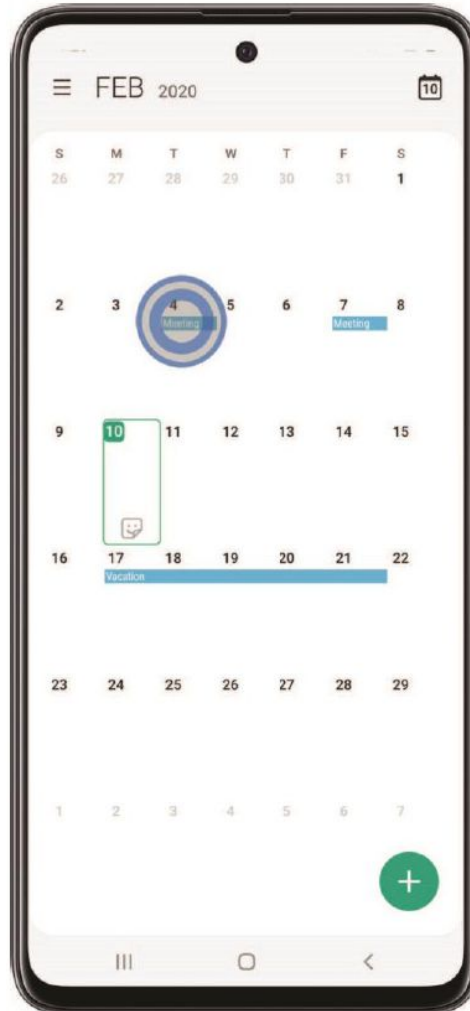 FEB 2020
10
S M T W T F S
26 27 28 29 30 31 1
2 3 4 5 6 7 8
Meeting Meeting
9 10 11 12 13 14 15
16 17 18 19 20 21 22
Vacation
23 24 25 26 27 28 29
1 2 3 4 5 6 7